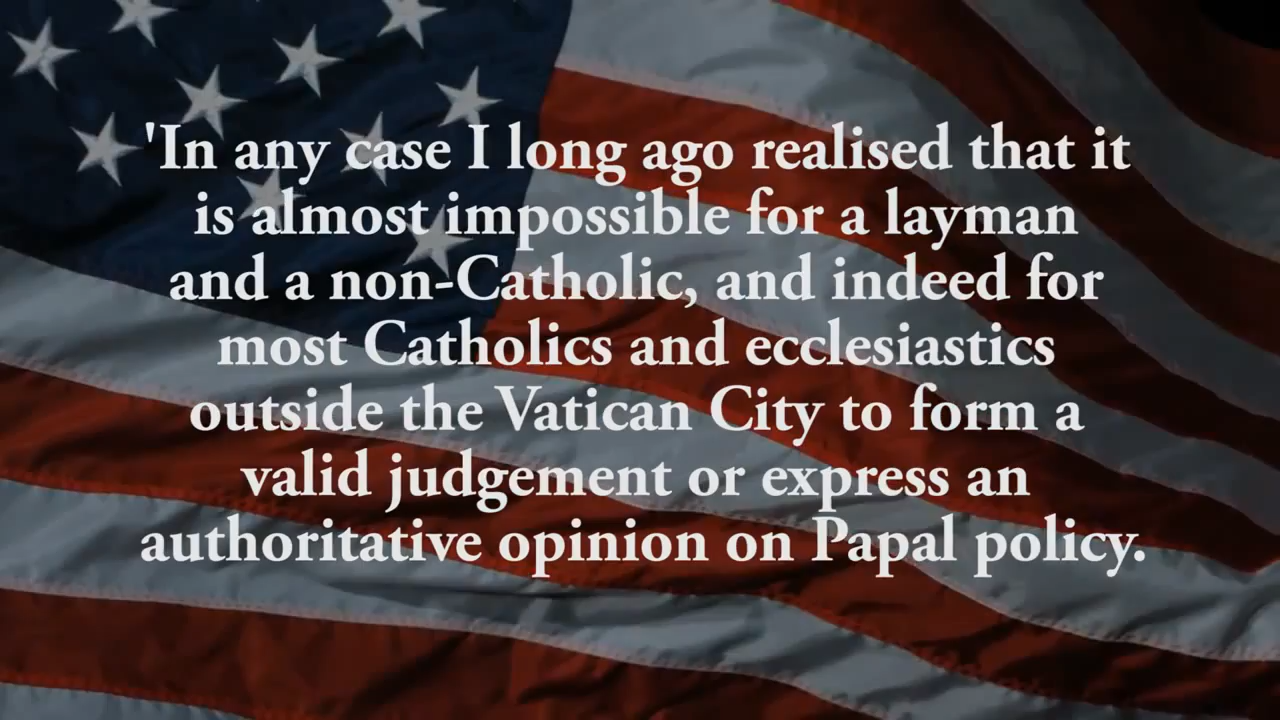 'In any case I long ago realised that it
is almost impossible for a layman
and a non-Catholic, and indeed for
most Catholics and ecclesiastics
outside the Vatican City to form a
valid judgement or express an
authoritative opinion on Papal policy.